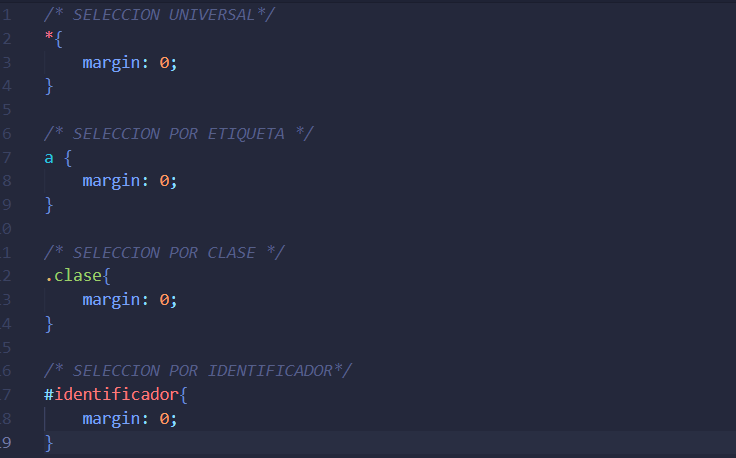 1 /* SELECCION UNIVERSAL*/
2 *{
3     margin: 0;
4 }
5
6 /* SELECCION POR ETIQUETA */
7 a {
8     margin: 0;
9 }
.0
.1 /* SELECCION POR CLASE */
.2 .clase{
.3     margin: 0;
.4 }
.5
.6 /* SELECCION POR IDENTIFICADOR*/
.7 #identificador{
.8     margin: 0;
.9 }